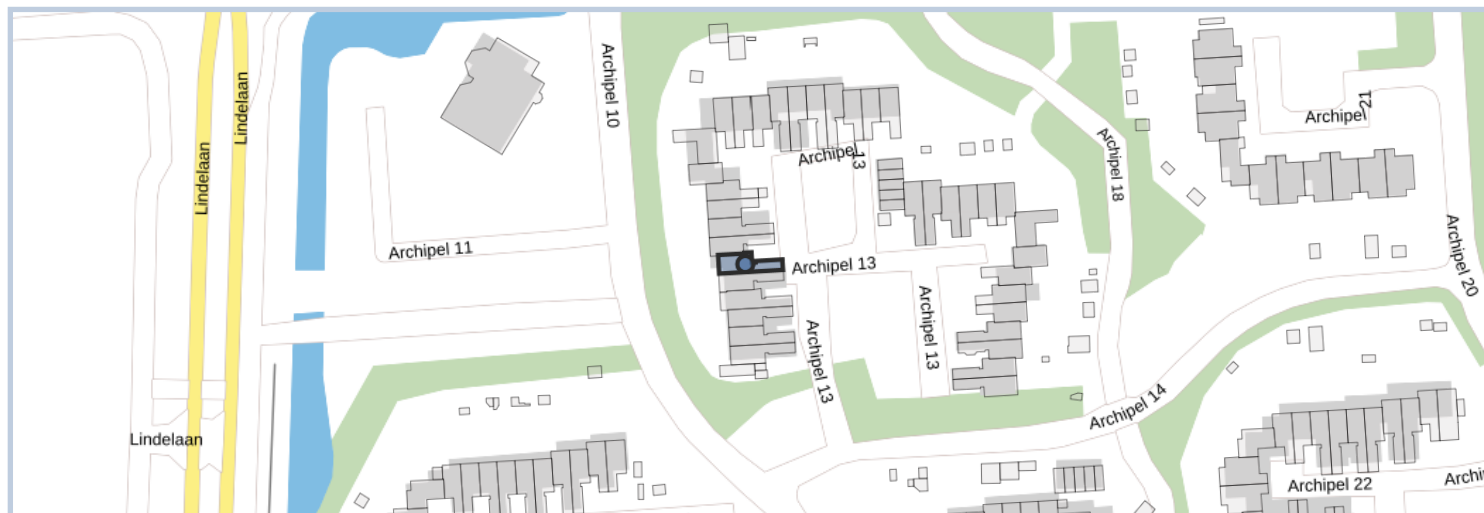 Lindelaan
Lindelaan
Lindelaan
Archipel 10
Archipel 11
Archipel 13
Archipel 13
Archipel 13
Archipel 13
Archipel 18
Archipel 21
Archipel 20
Archipel 14
Archipel 22